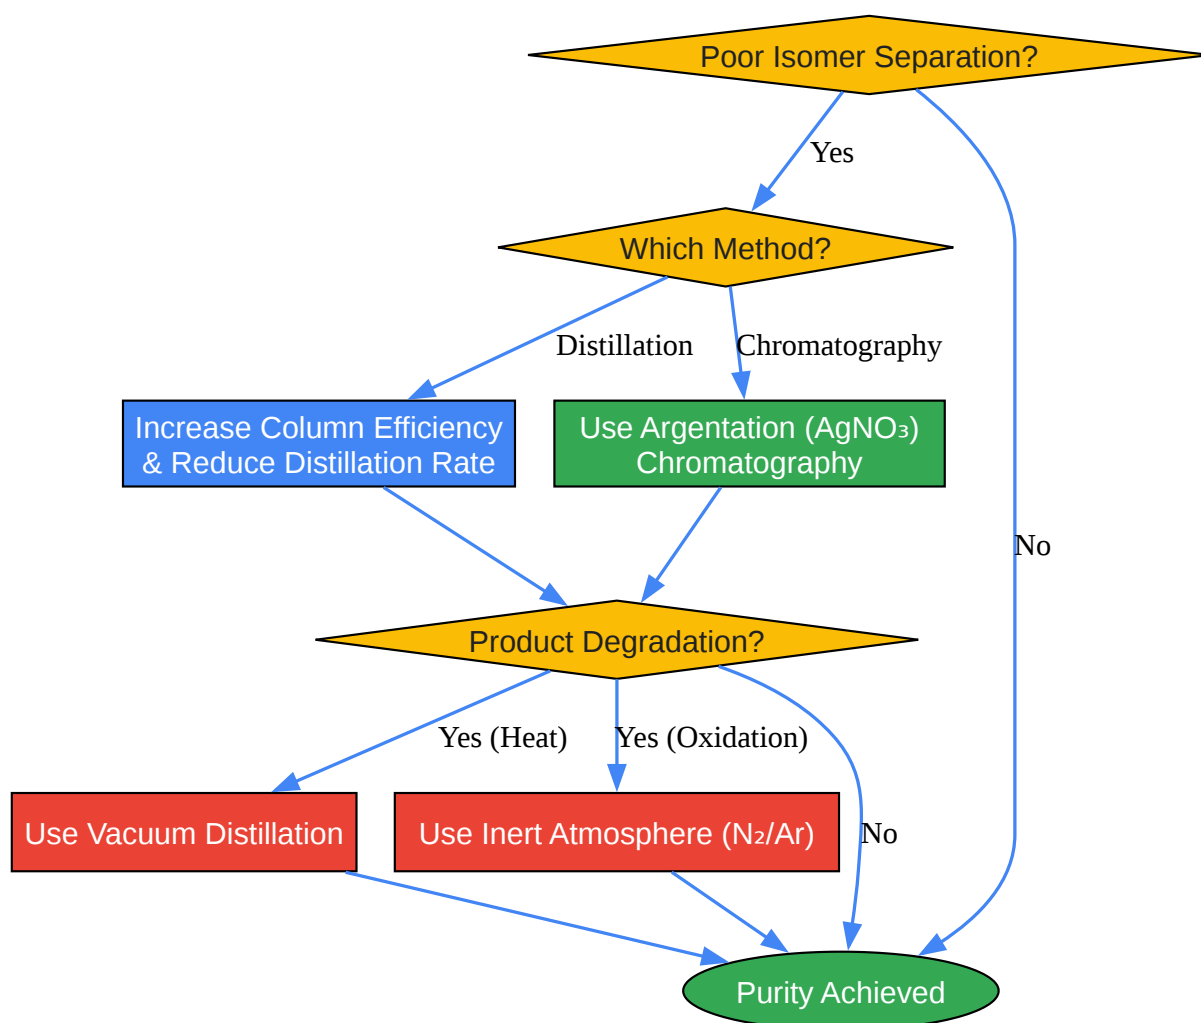 Poor Isomer Separation?
Yes
Which Method?
Distillation
Chromatography
Increase Column Efficiency
& Reduce Distillation Rate
Use Argentation (AgNO₃)
Chromatography
No
Product Degradation?
Yes (Heat)
Yes (Oxidation)
Use Vacuum Distillation
Use Inert Atmosphere (N₂/Ar)
No
Purity Achieved